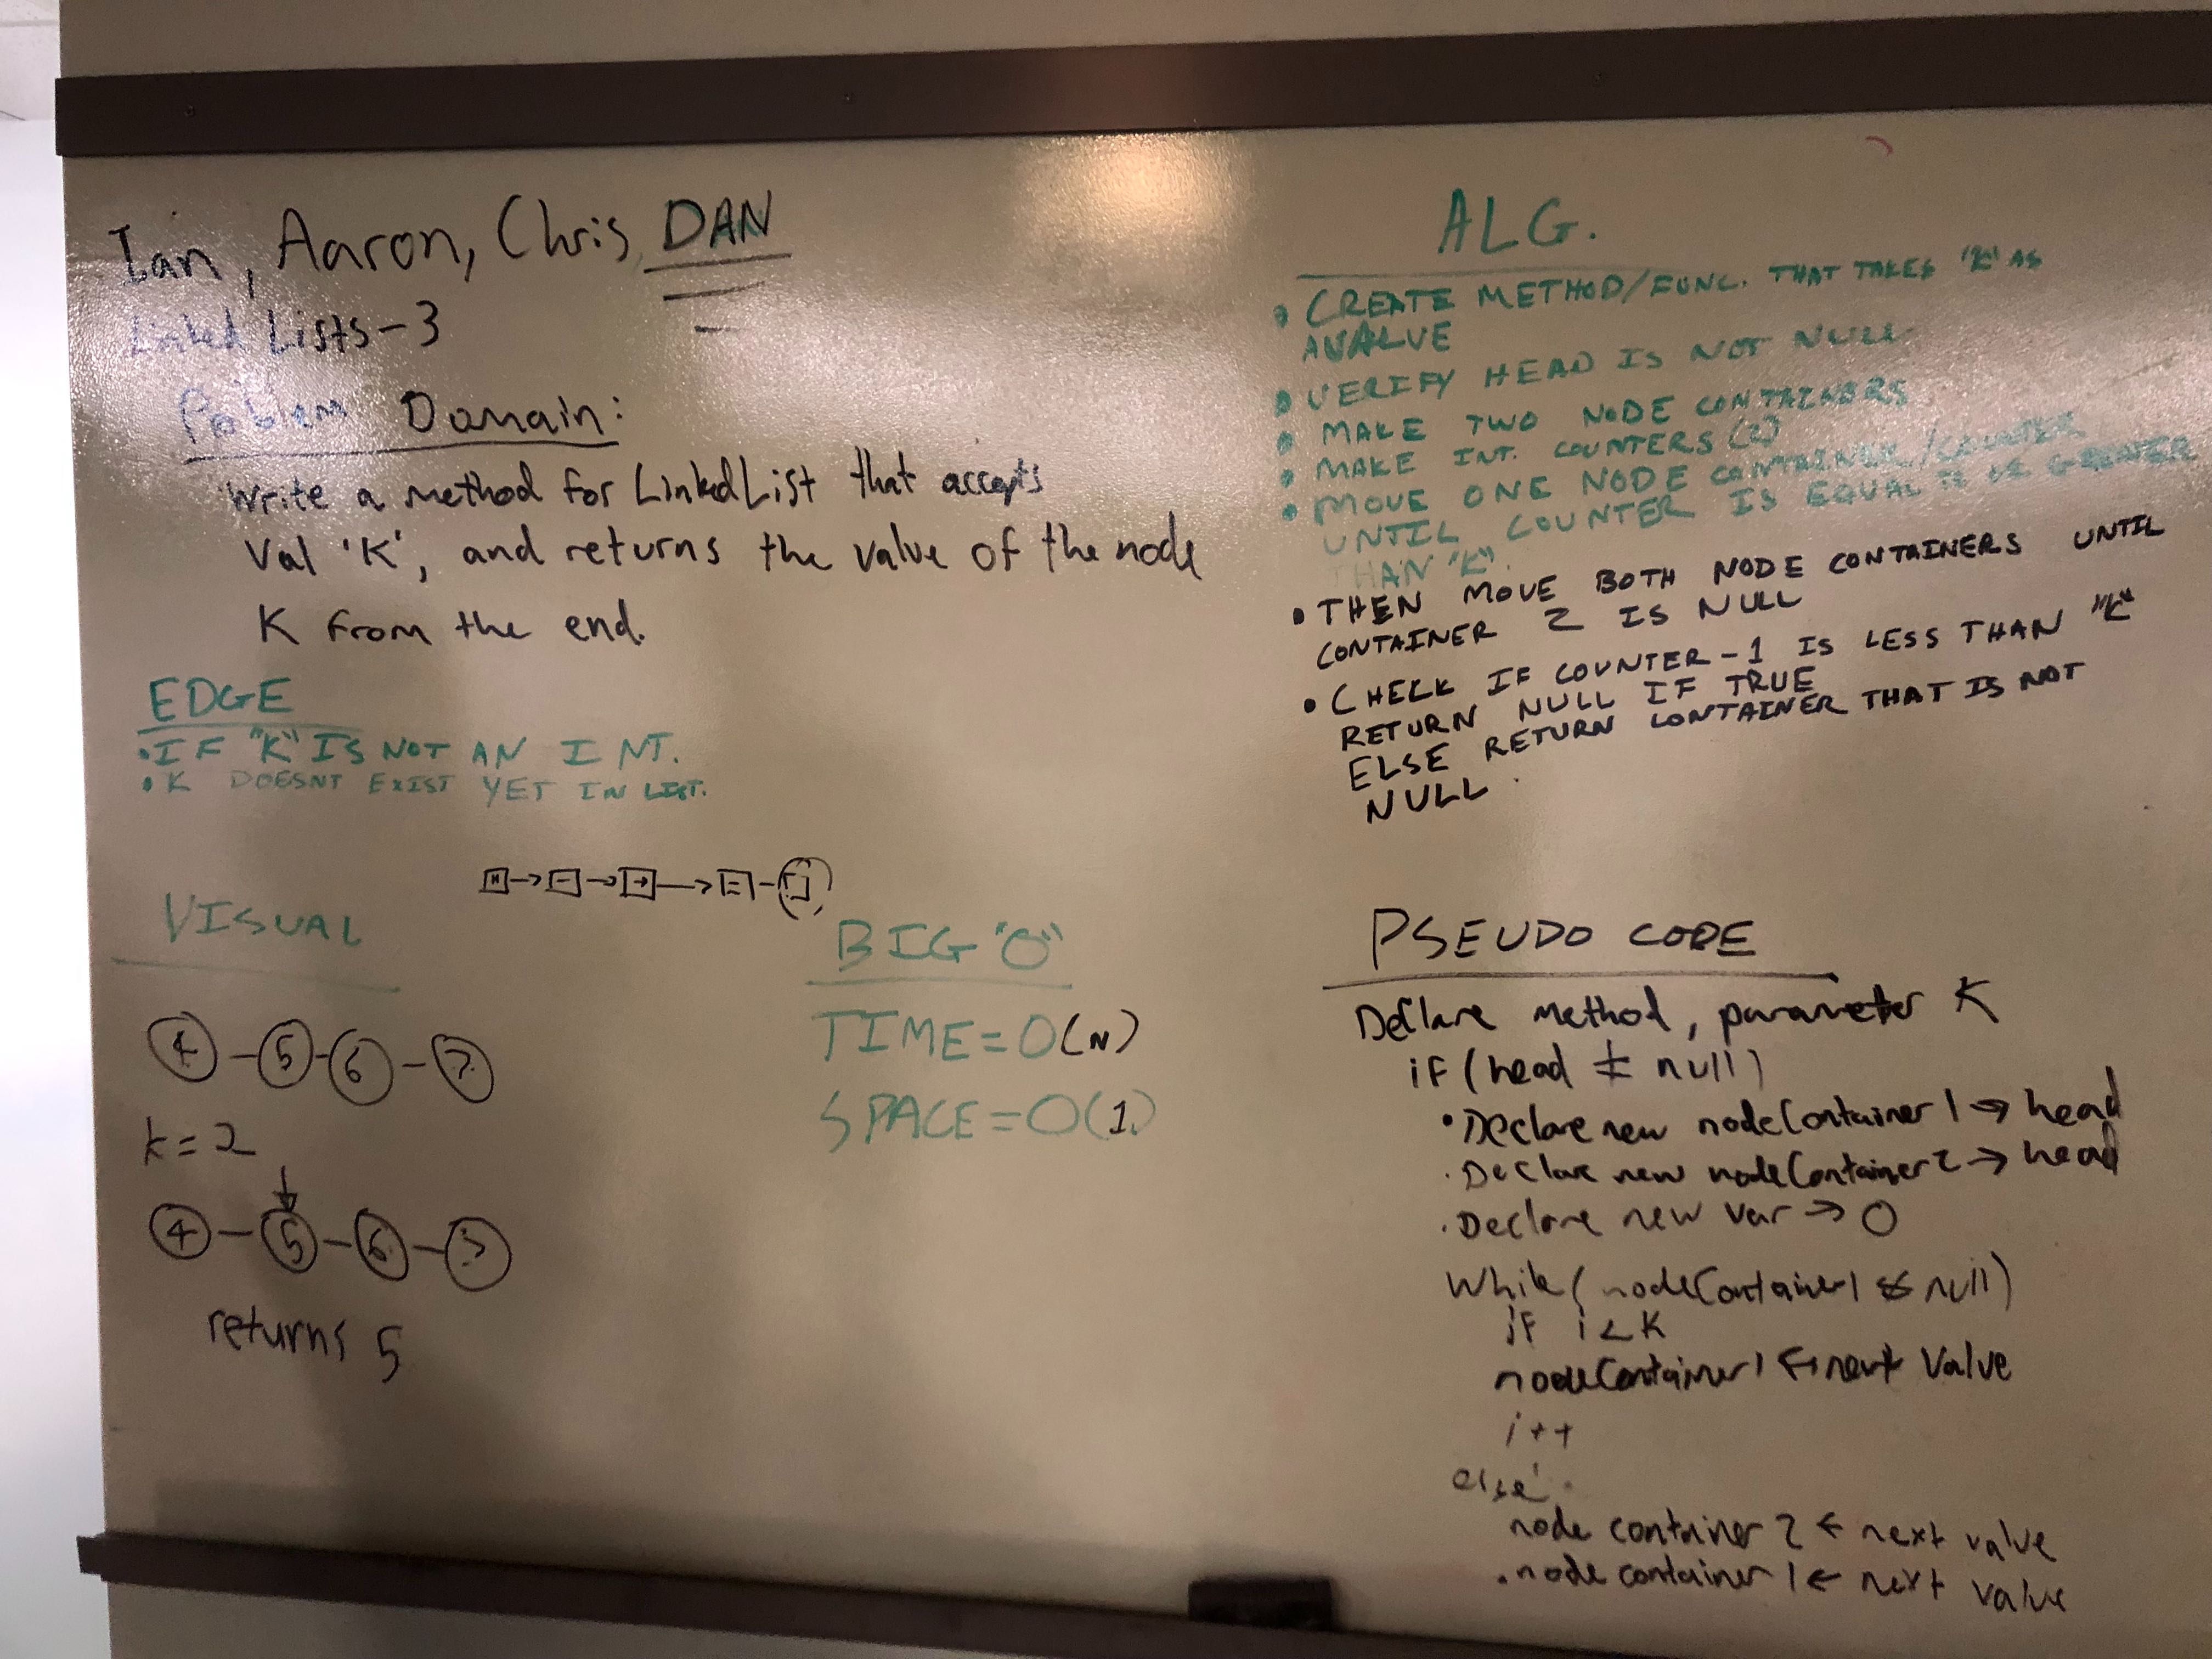 Ian, Aaron, Chris, DAN
Linked Lists-3
Problem Domain:
Write a method for LinkedList that accepts
Val 'K', and returns the value of the node
K from the end.
EDGE
• IF "K" IS NOT AN INT.
• K DOESNT EXIST YET IN LIST.
VISUAL
4 - 5 - 6 - 7
k = 2
4 - 5 - 6 - 7
returns 5
BIG "O"
TIME = O(N)
SPACE = O(1)
ALG.
• CREATE METHOD/FUNC. THAT TAKES "K" AS
A VALUE
• VERIFY HEAD IS NOT NULL
• MAKE TWO NODE CONTAINERS
• MAKE INT. COUNTERS (2)
• MOVE ONE NODE CONTAINER/COUNTER
UNTIL COUNTER IS EQUAL TO OR GREATER
THAN "K".
• THEN MOVE BOTH NODE CONTAINERS UNTIL
CONTAINER 2 IS NULL
• CHECK IF COUNTER-1 IS LESS THAN "K"
RETURN NULL IF TRUE
ELSE RETURN CONTAINER THAT IS NOT
NULL.
PSEUDO CODE
Declare method, parameter K
if (head ≠ null)
• Declare new nodeContainer1 → head
• Declare new nodeContainer2 → head
• Declare new var → 0
While (nodeContainer1 null)
if i < K
nodeContainer1 ← next value
i++
else
node container 2 ← next value
• node container 1 ← next value